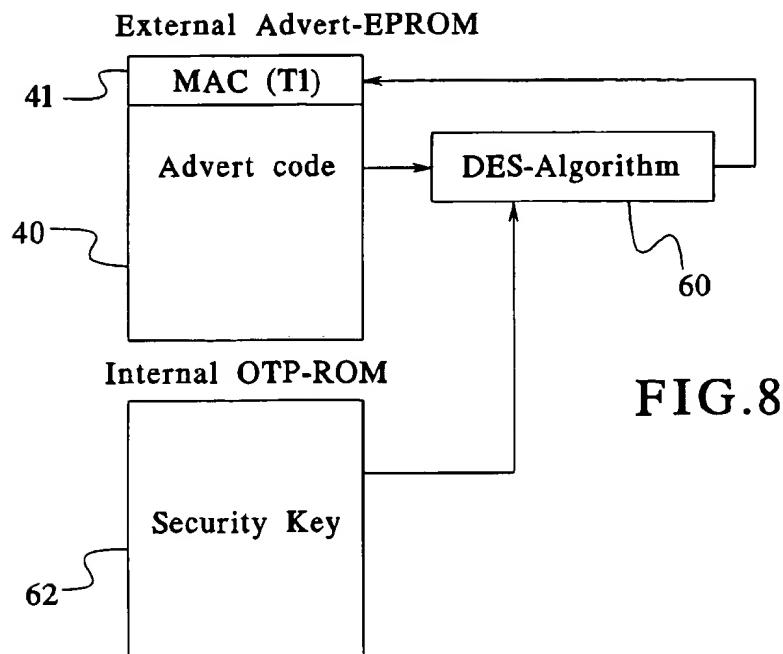 External Advert-EPROM
41
MAC (T1)
Advert code
DES-Algorithm
40
60
Internal OTP-ROM
FIG.8
Security Key
62